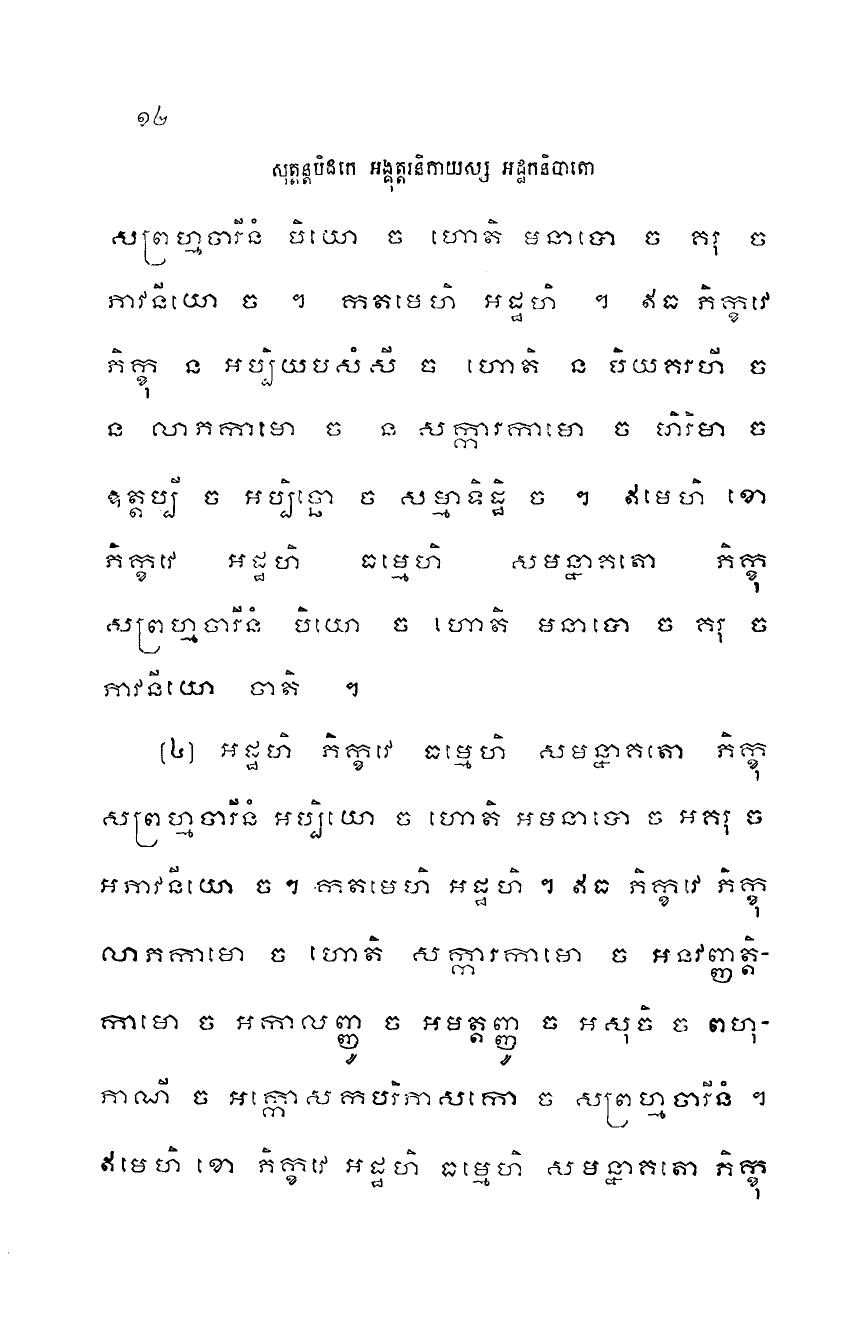 ១៤
សុត្តន្តបិដកេ អង្គុត្តរនិកាយស្ស អដ្ឋកនិបាតោ
សព្រហ្មចារីនំ បិយោ ច ហោតិ មនាបោ ច គរុ ច
ភាវនីយោ ច ។ កតមេហិ អដ្ឋហិ ។ ឥធ ភិក្ខវេ
ភិក្ខុ ន អប្បិយបសំសី ច ហោតិ ន បិយគរហី ច
ន លាភកាមោ ច ន សក្ការកាមោ ច ហិរិមា ច
ឧត្តប្បី ច អប្បិច្ឆោ ច សម្មាទិដ្ឋិ ច ។ ឥមេហិ ខោ
ភិក្ខវេ អដ្ឋហិ ធម្មេហិ សមន្នាគតោ ភិក្ខុ
សព្រហ្មចារីនំ បិយោ ច ហោតិ មនាបោ ច គរុ ច
ភាវនីយោ ចាតិ ។
(៤) អដ្ឋហិ ភិក្ខវេ ធម្មេហិ សមន្នាគតោ ភិក្ខុ
សព្រហ្មចារីនំ អប្បិយោ ច ហោតិ អមនាបោ ច អគរុ ច
អភាវនីយោ ច ។ កតមេហិ អដ្ឋហិ ។ ឥធ ភិក្ខវេ ភិក្ខុ
លាភកាមោ ច ហោតិ សក្ការកាមោ ច អនវញ្ញត្តិ-
កាមោ ច អកាលញ្ញូ ច អមត្តញ្ញូ ច អសុចិ ច ពហុ-
ភាណី ច អក្កោសកបរិភាសកោ ច សព្រហ្មចារីនំ ។
ឥមេហិ ខោ ភិក្ខវេ អដ្ឋហិ ធម្មេហិ សមន្នាគតោ ភិក្ខុ